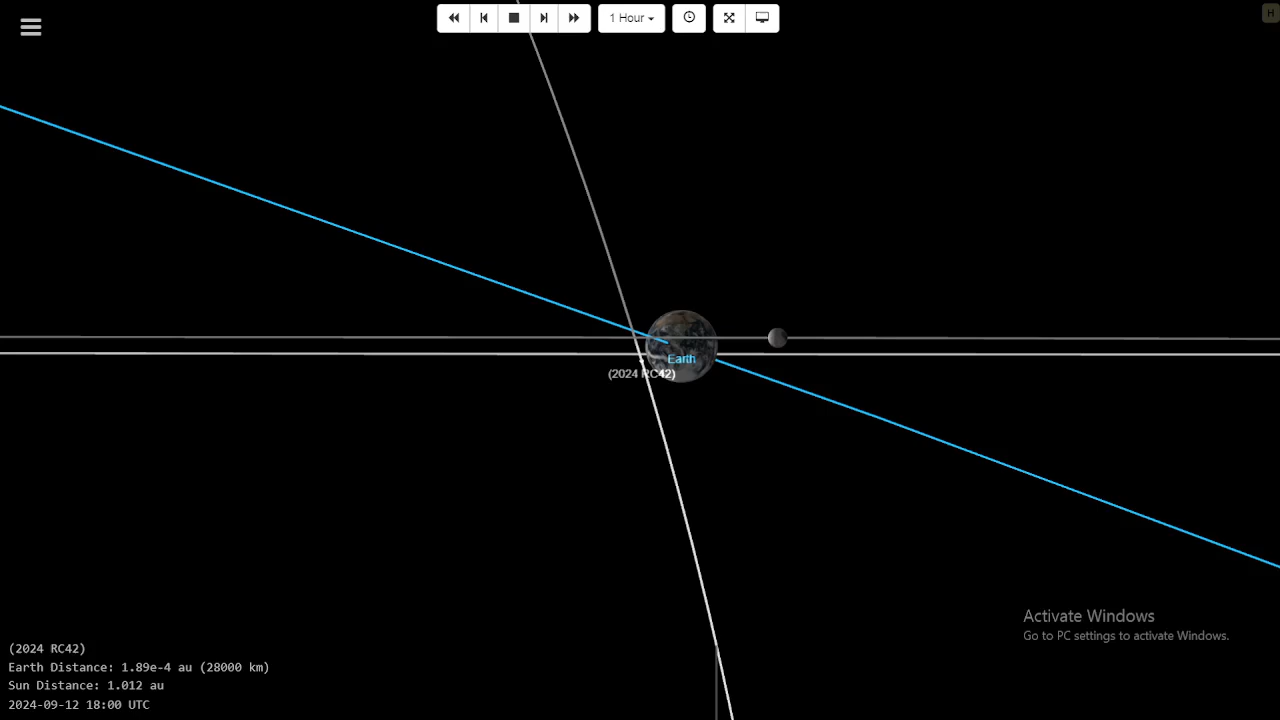 1 Hour
H
Earth
(2024 RC42)
Activate Windows
Go to PC settings to activate Windows.
(2024 RC42)
Earth Distance: 1.89e-4 au (28000 km)
Sun Distance: 1.012 au
2024-09-12 18:00 UTC